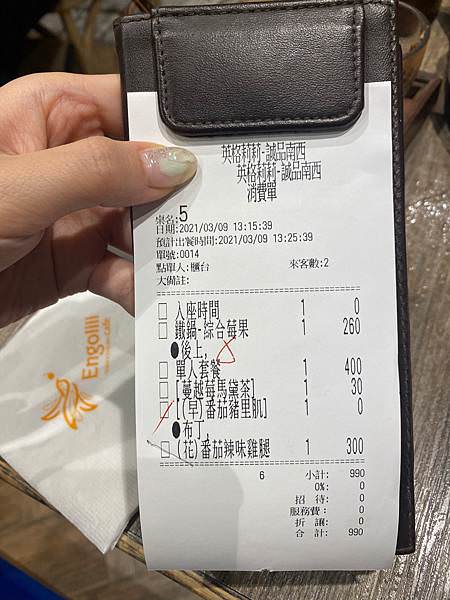 英格莉莉-誠品南西
英格莉莉-誠品南西
消費單
桌名:5
日期:2021/03/09 13:15:39
預計出餐時間:2021/03/09 13:25:39
單號:0014
點單人:櫃台 來客數:2
大備註:
□ 入座時間 1 0
□ 鐵鍋-綜合莓果 1 260
●後上,
□ 單人套餐 1 400
□ [蔓越莓馬黛茶] 1 30
□ [(早)番茄豬里肌] 1 0
●布丁,
□ (花)番茄辣味雞腿 1 300
6 小計: 990
0%: 0
招 待: 0
服務費: 0
折 讓: 0
合 計: 990
Engolili